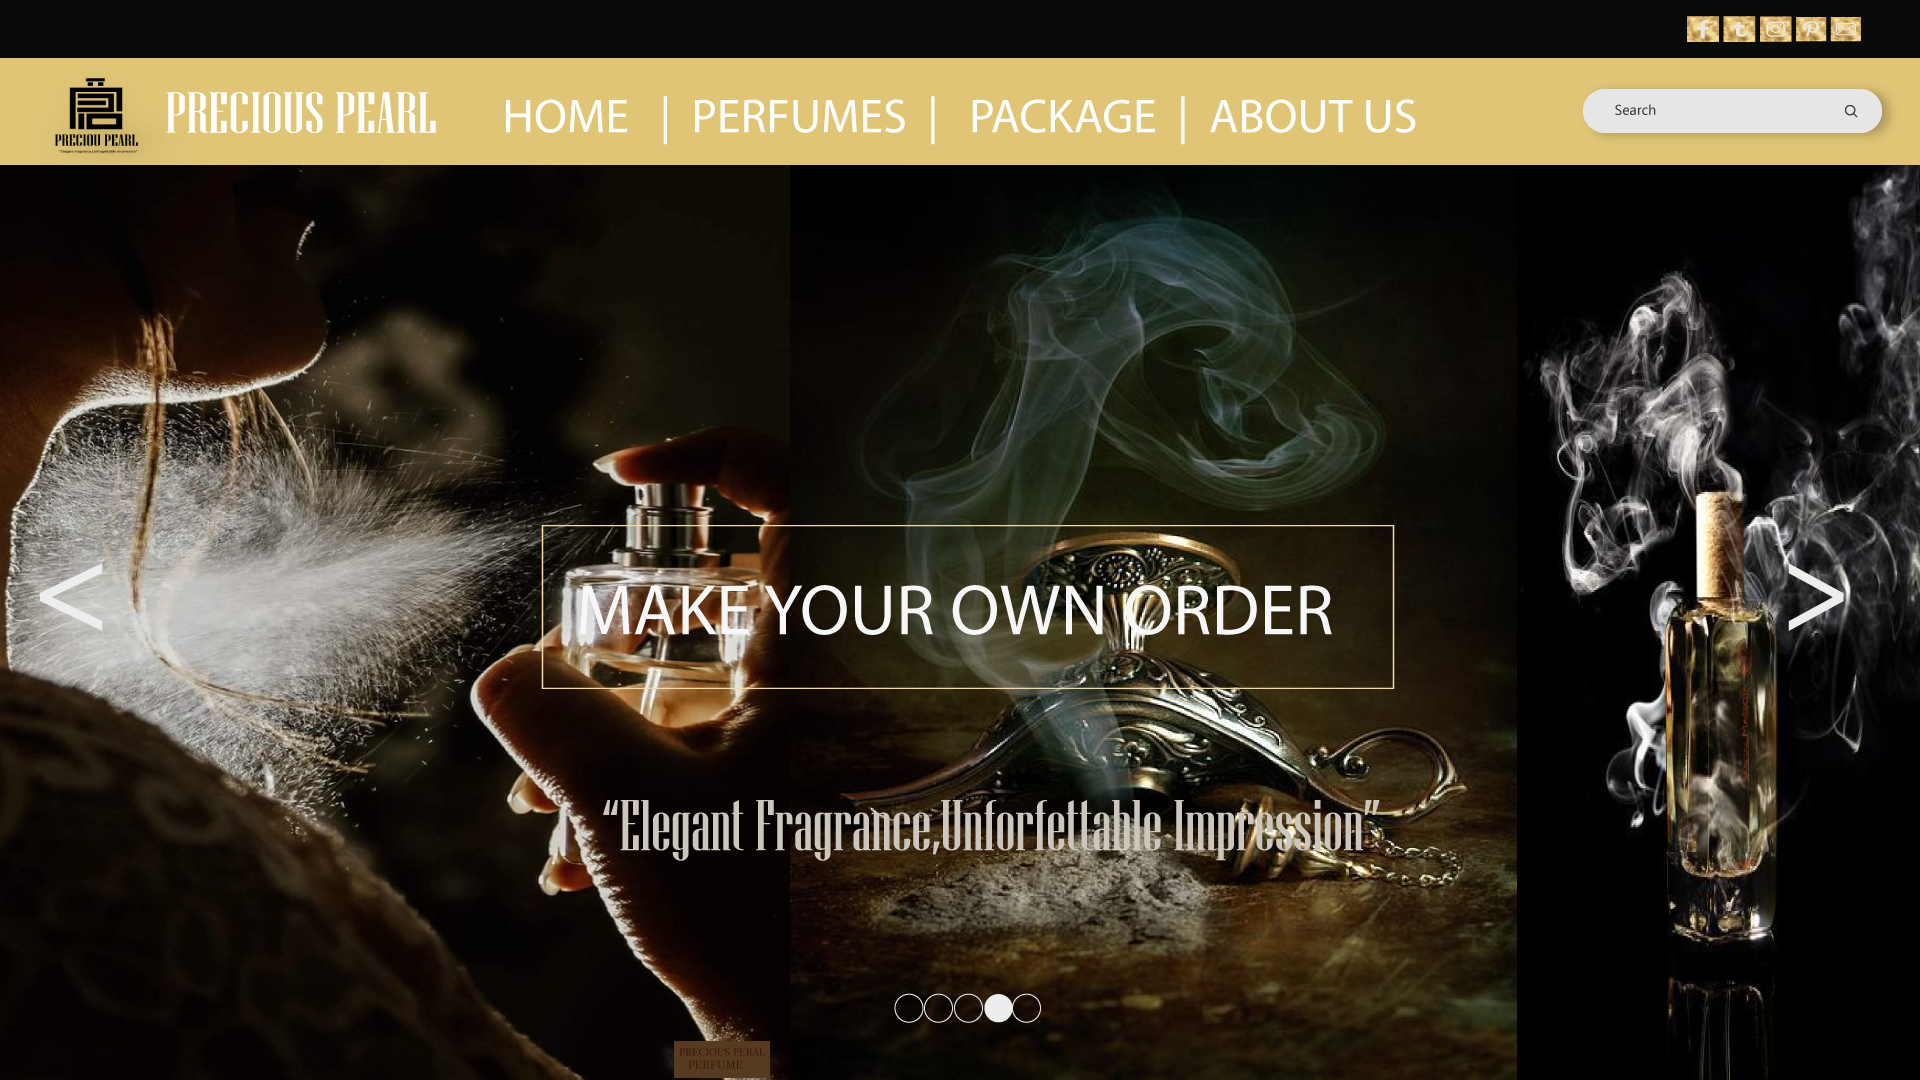 PRECIOU PEARL
PRECIOUS PEARL
HOME | PERFUMES | PACKAGE | ABOUT US
Search
< >
MAKE YOUR OWN ORDER
“Elegant Fragrance,Unforfettable Impression”
PRECIOUS PERAL
PERFUME